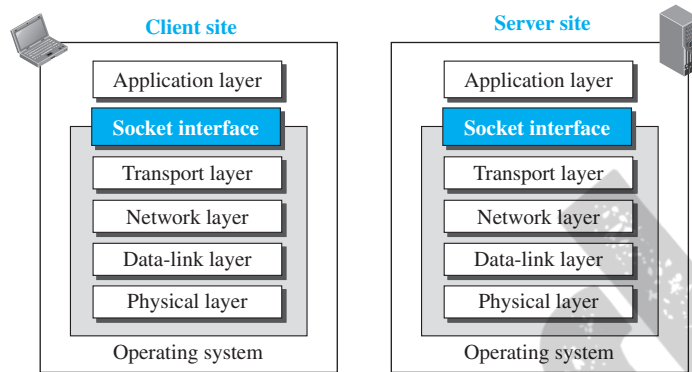 Client site
Application layer
Socket interface
Transport layer
Network layer
Data-link layer
Physical layer
Operating system
Server site
Application layer
Socket interface
Transport layer
Network layer
Data-link layer
Physical layer
Operating system